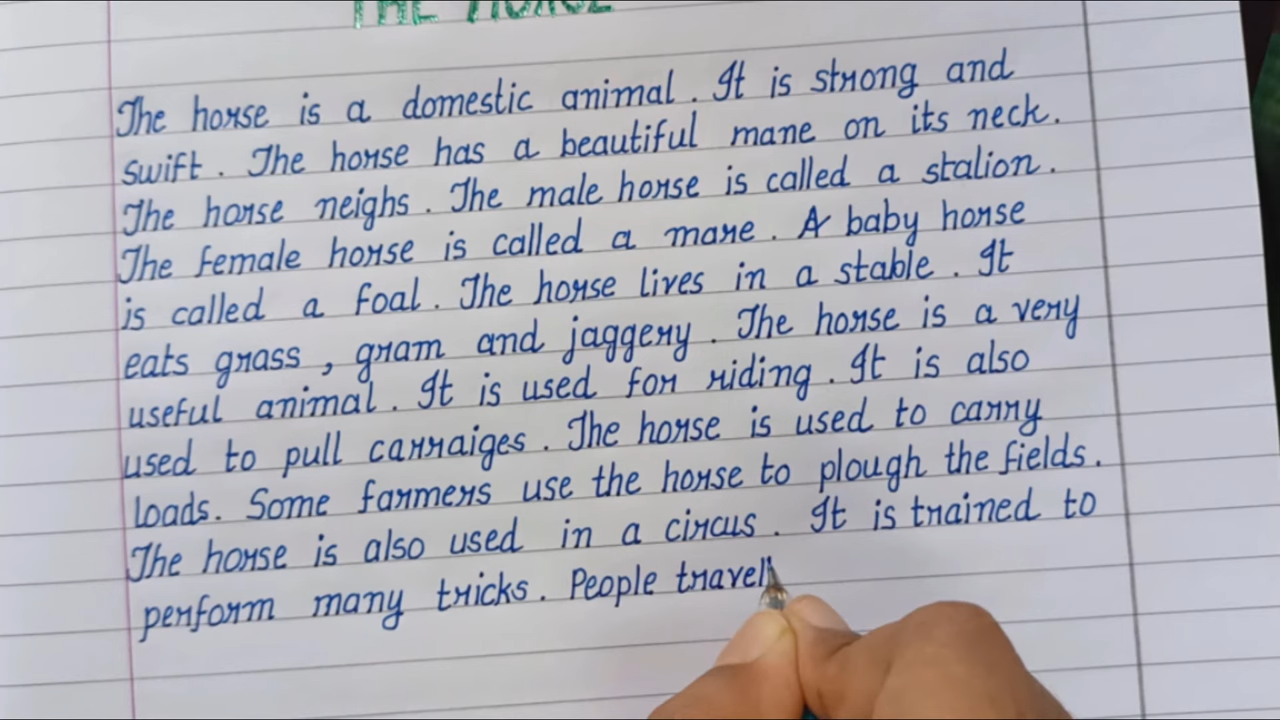 THE HORSE
The horse is a domestic animal. It is strong and
swift. The horse has a beautiful mane on its neck.
The horse neighs. The male horse is called a stalion.
The female horse is called a mare. A baby horse
is called a foal. The horse lives in a stable. It
eats grass, gram and jaggery. The horse is a very
useful animal. It is used for riding. It is also
used to pull carraiges. The horse is used to carry
loads. Some farmers use the horse to plough the fields.
The horse is also used in a circus. It is trained to
perform many tricks. People travel